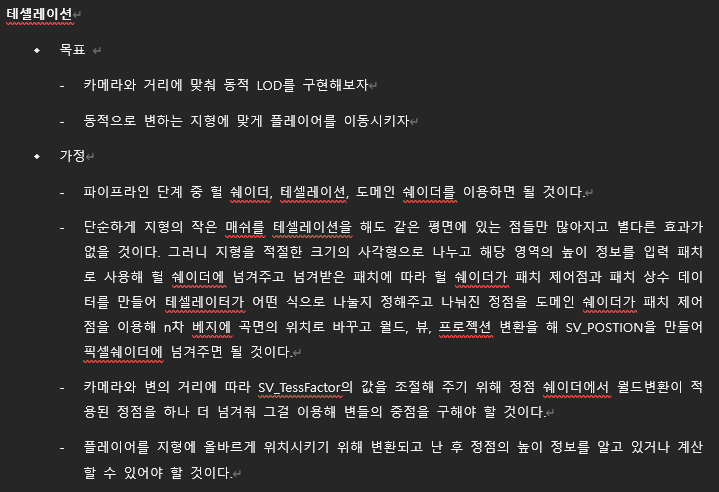 테셀레이션
◆ 목표
- 카메라와 거리에 맞춰 동적 LOD를 구현해보자
- 동적으로 변하는 지형에 맞게 플레이어를 이동시키자
◆ 가정
- 파이프라인 단계 중 헐 쉐이더, 테셀레이션, 도메인 쉐이더를 이용하면 될 것이다.
- 단순하게 지형의 작은 매쉬를 테셀레이션을 해도 같은 평면에 있는 점들만 많아지고 별다른 효과가
없을 것이다. 그러니 지형을 적절한 크기의 사각형으로 나누고 해당 영역의 높이 정보를 입력 패치
로 사용해 헐 쉐이더에 넘겨주고 넘겨받은 패치에 따라 헐 쉐이더가 패치 제어점과 패치 상수 데이
터를 만들어 테셀레이터가 어떤 식으로 나눌지 정해주고 나눠진 정점을 도메인 쉐이더가 패치 제어
점을 이용해 n차 베지에 곡면의 위치로 바꾸고 월드, 뷰, 프로젝션 변환을 해 SV_POSTION을 만들어
픽셀쉐이더에 넘겨주면 될 것이다.
- 카메라와 변의 거리에 따라 SV_TessFactor의 값을 조절해 주기 위해 정점 쉐이더에서 월드변환이 적
용된 정점을 하나 더 넘겨줘 그걸 이용해 변들의 중점을 구해야 할 것이다.
- 플레이어를 지형에 올바르게 위치시키기 위해 변환되고 난 후 정점의 높이 정보를 알고 있거나 계산
할 수 있어야 할 것이다.